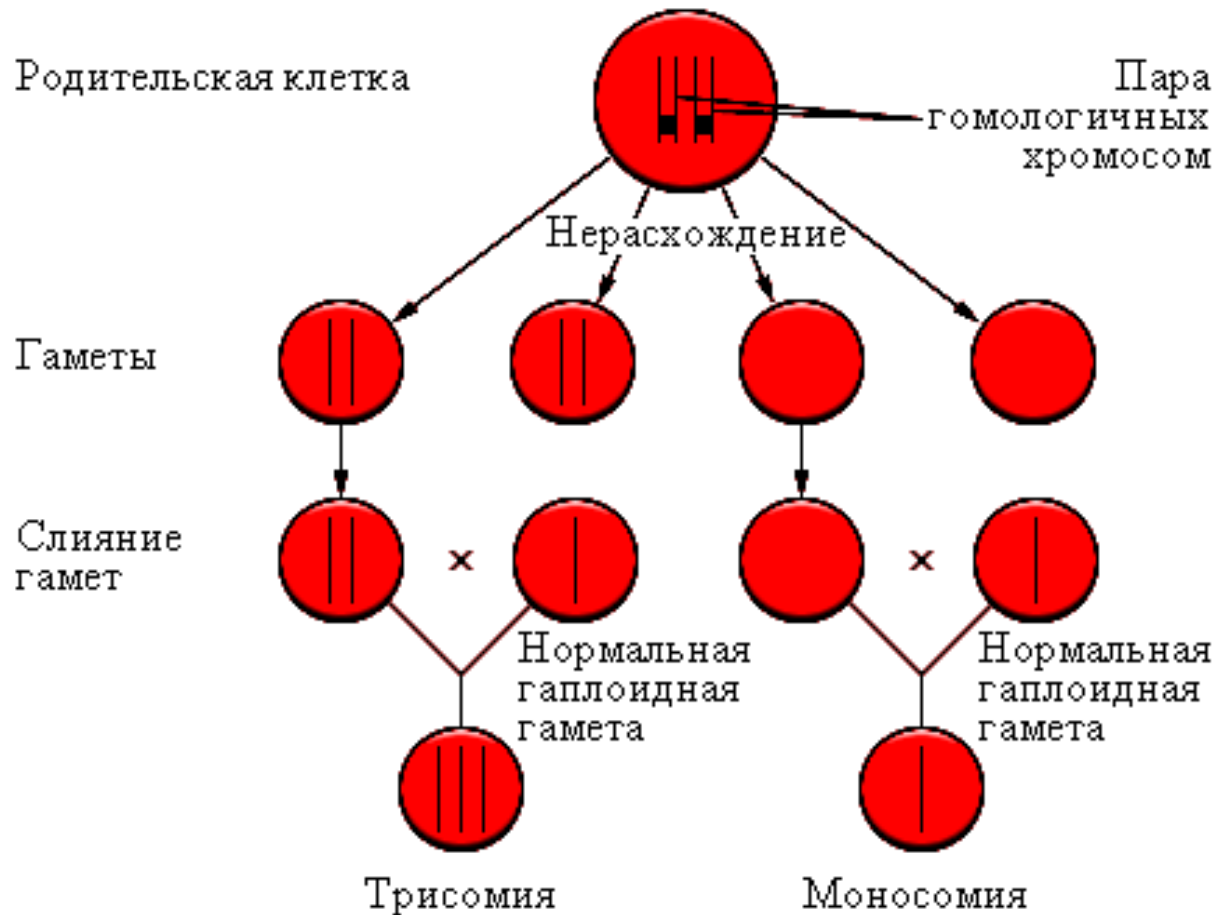 Родительская клетка
Пара
гомологичных
хромосом
Нерасхождение
Гаметы
Слияние
гамет
x
x
Нормальная
гаплоидная
гамета
Нормальная
гаплоидная
гамета
Трисомия
Моносомия